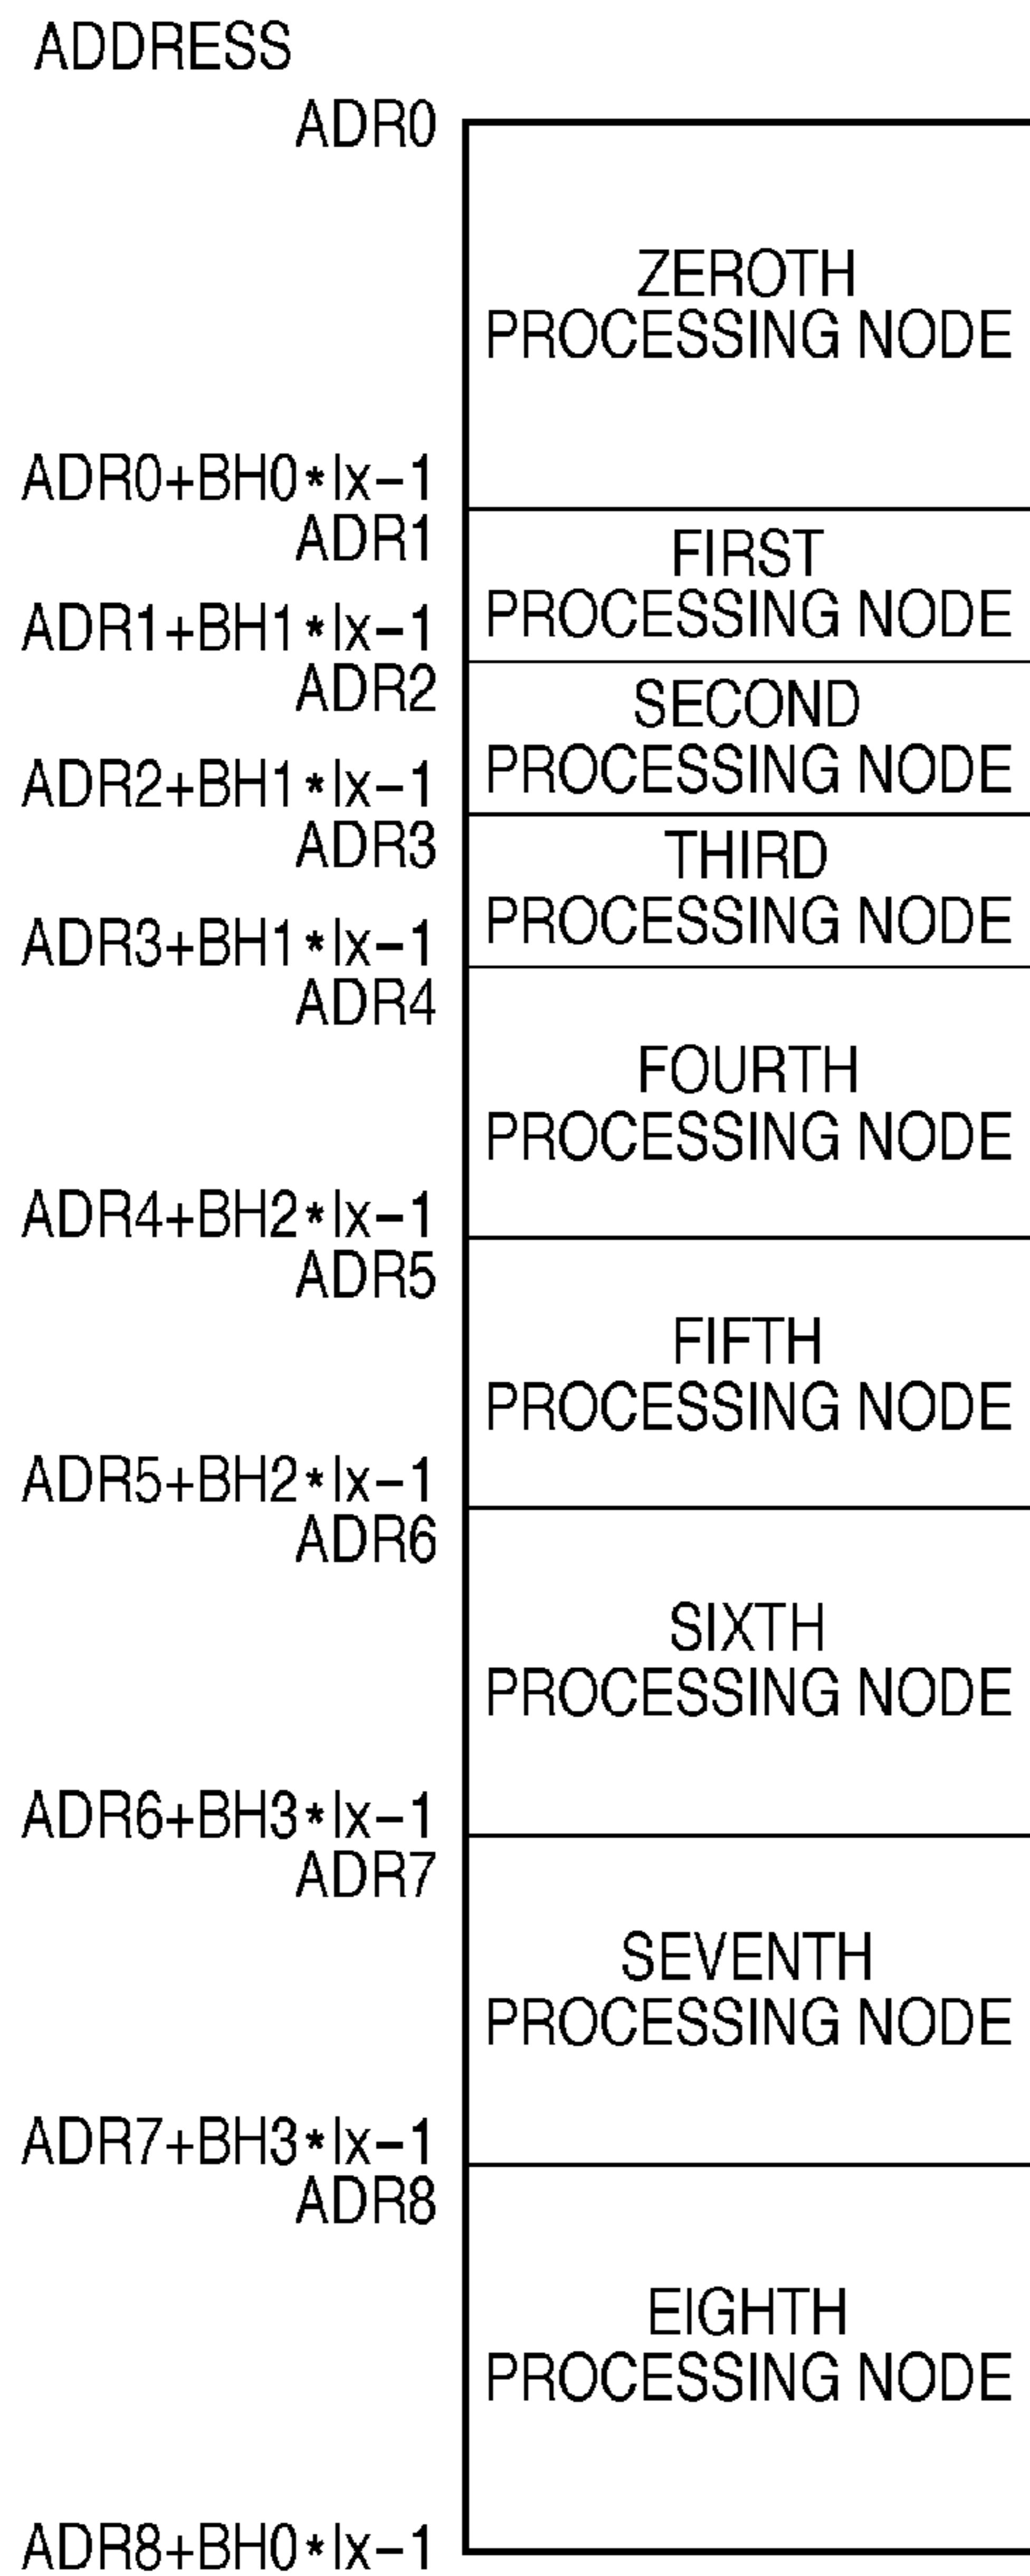 ADDRESS
ADR0
ZEROTH
PROCESSING NODE
ADR0+BH0*Ix-1
ADR1
FIRST
PROCESSING NODE
ADR1+BH1*Ix-1
ADR2
SECOND
PROCESSING NODE
ADR2+BH1*Ix-1
ADR3
THIRD
PROCESSING NODE
ADR3+BH1*Ix-1
ADR4
FOURTH
PROCESSING NODE
ADR4+BH2*Ix-1
ADR5
FIFTH
PROCESSING NODE
ADR5+BH2*Ix-1
ADR6
SIXTH
PROCESSING NODE
ADR6+BH3*Ix-1
ADR7
SEVENTH
PROCESSING NODE
ADR7+BH3*Ix-1
ADR8
EIGHTH
PROCESSING NODE
ADR8+BH0*Ix-1